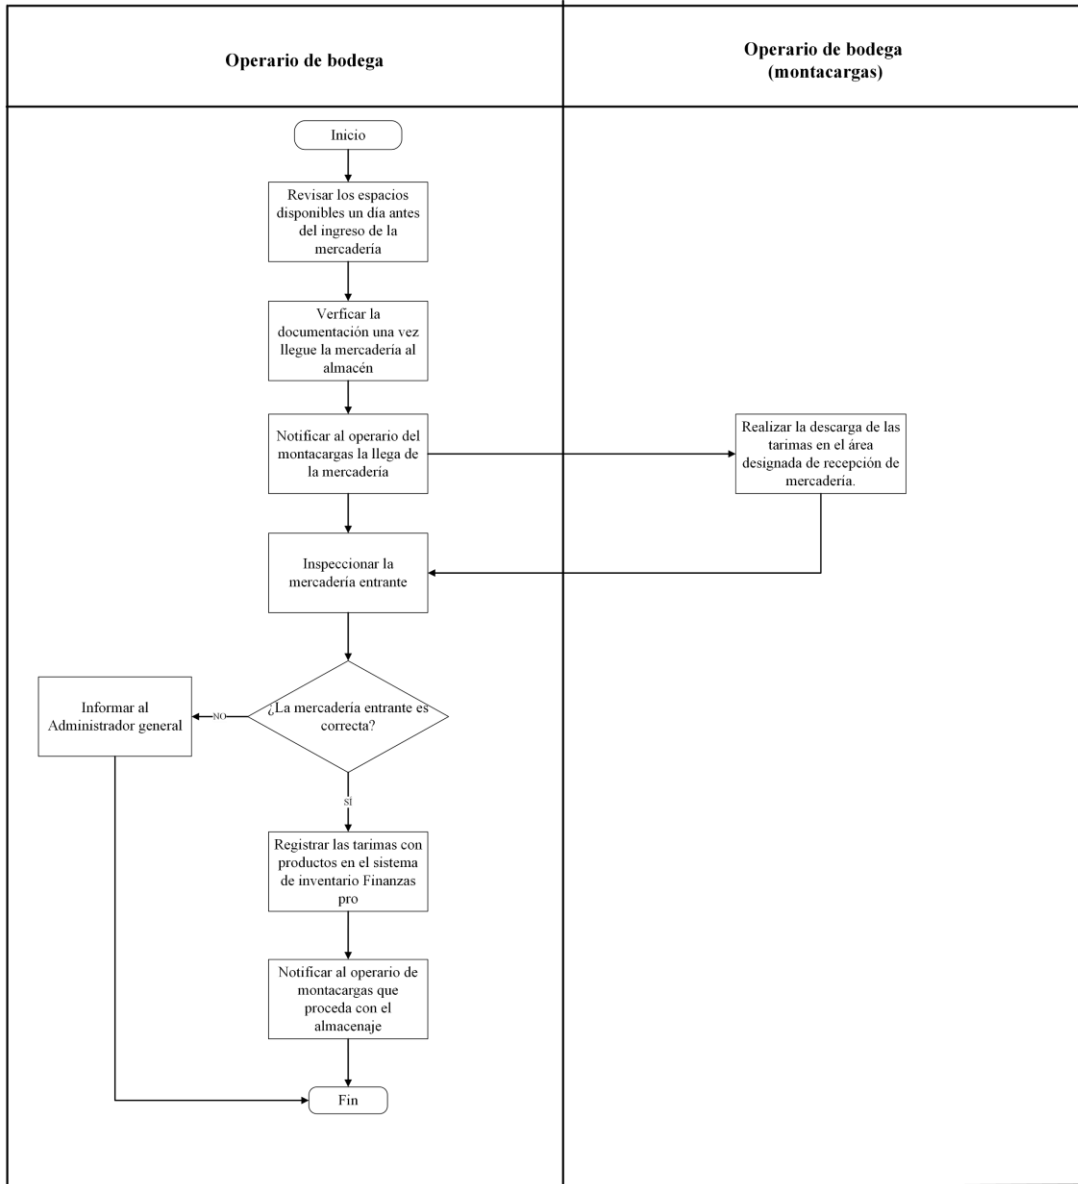 Operario de bodega
Operario de bodega
(montacargas)
Inicio
Revisar los espacios
disponibles un día antes
del ingreso de la
mercadería
Verficar la
documentación una vez
llegue la mercadería al
almacén
Notificar al operario del
montacargas la llega de
la mercadería
Realizar la descarga de las
tarimas en el área
designada de recepción de
mercadería.
Inspeccionar la
mercadería entrante
¿La mercadería entrante es
correcta?
NO
Informar al
Administrador general
SÍ
Registrar las tarimas con
productos en el sistema
de inventario Finanzas
pro
Notificar al operario de
montacargas que
proceda con el
almacenaje
Fin